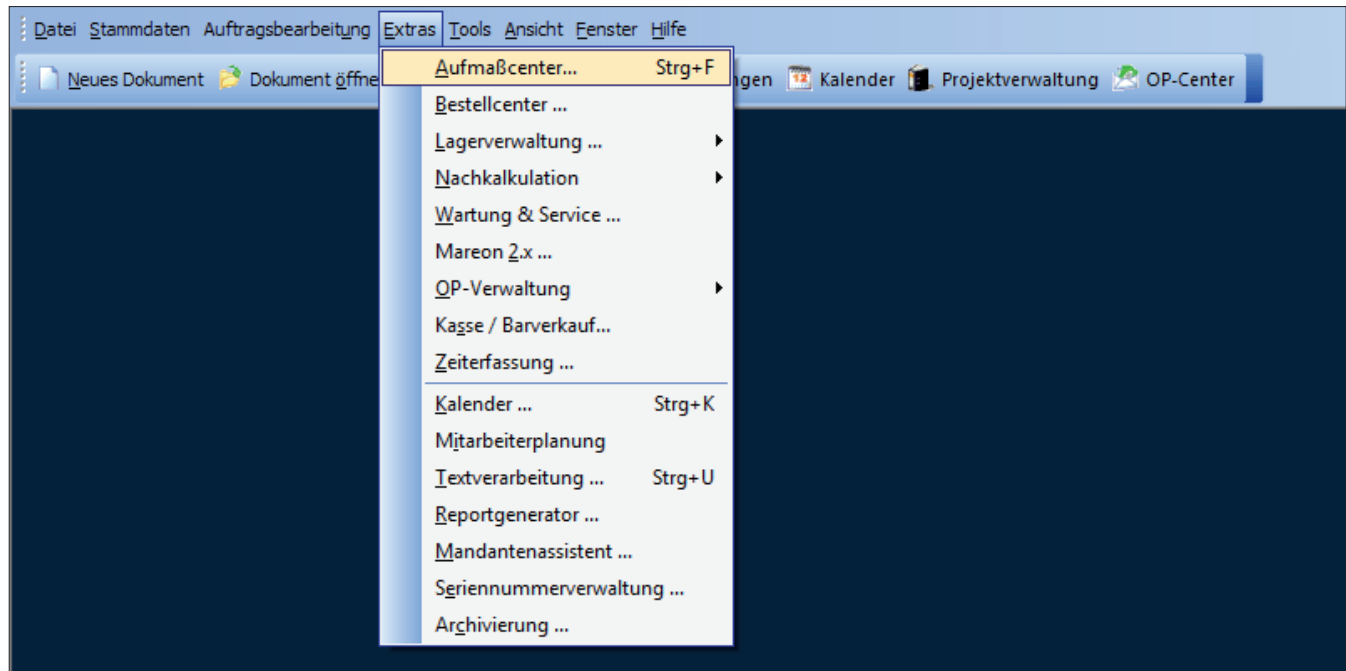 Datei Stammdaten Auftragsbearbeitung Extras Tools Ansicht Fenster Hilfe
Neues Dokument Dokument öffne ngen Kalender Projektverwaltung OP-Center
Aufmaßcenter... Strg+F
Bestellcenter ...
Lagerverwaltung ...
Nachkalkulation
Wartung & Service ...
Mareon 2.x ...
OP-Verwaltung
Kasse / Barverkauf...
Zeiterfassung ...
Kalender ... Strg+K
Mitarbeiterplanung
Textverarbeitung ... Strg+U
Reportgenerator ...
Mandantenassistent ...
Seriennummerverwaltung ...
Archivierung ...